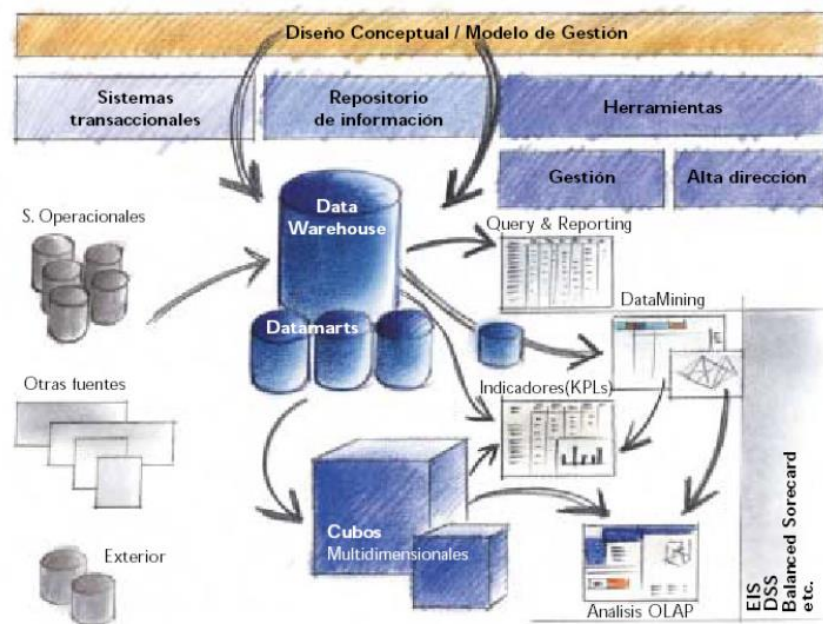 Diseño Conceptual / Modelo de Gestión
Sistemas
transaccionales
Repositorio
de información
Herramientas
Gestión
Alta dirección
S. Operacionales
Data
Warehouse
Query & Reporting
DataMining
Datamarts
Otras fuentes
Indicadores(KPLs)
Cubos
Multidimensionales
Exterior
Análisis OLAP
EIS
DSS
Balanced Sorecard
etc.